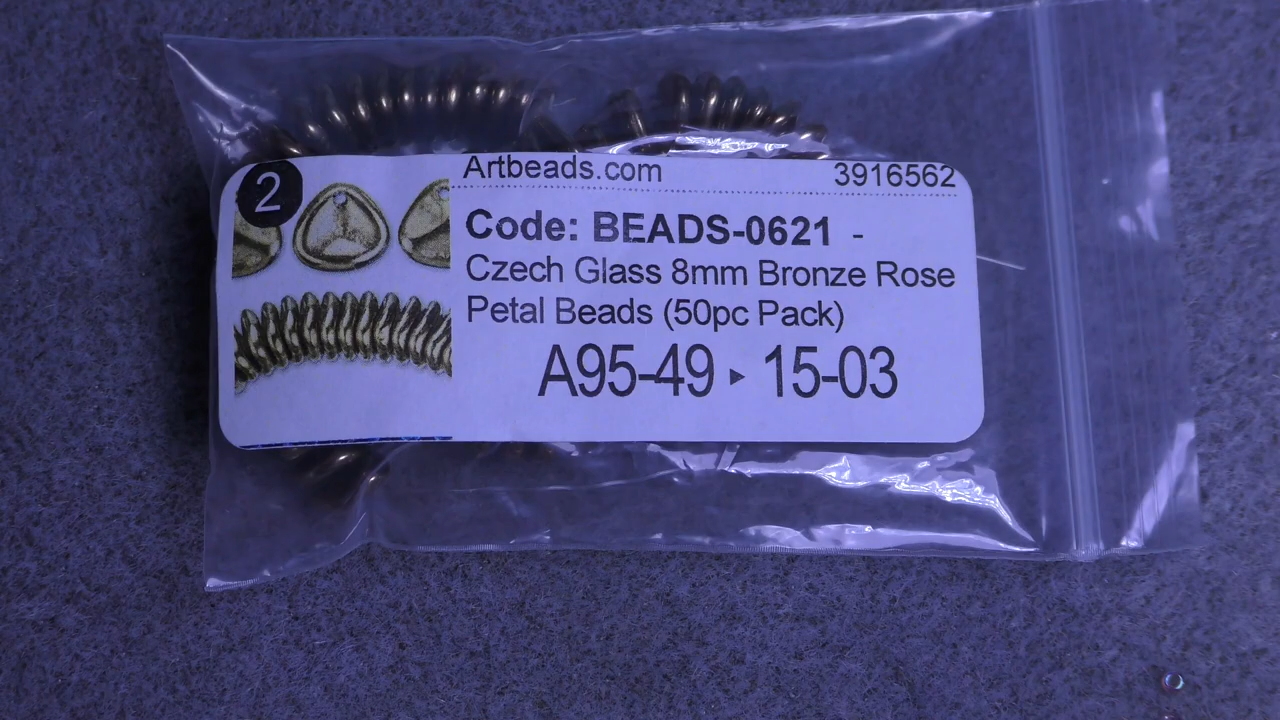 2
Artbeads.com 3916562
Code: BEADS-0621 -
Czech Glass 8mm Bronze Rose
Petal Beads (50pc Pack)
A95-49 ▸ 15-03